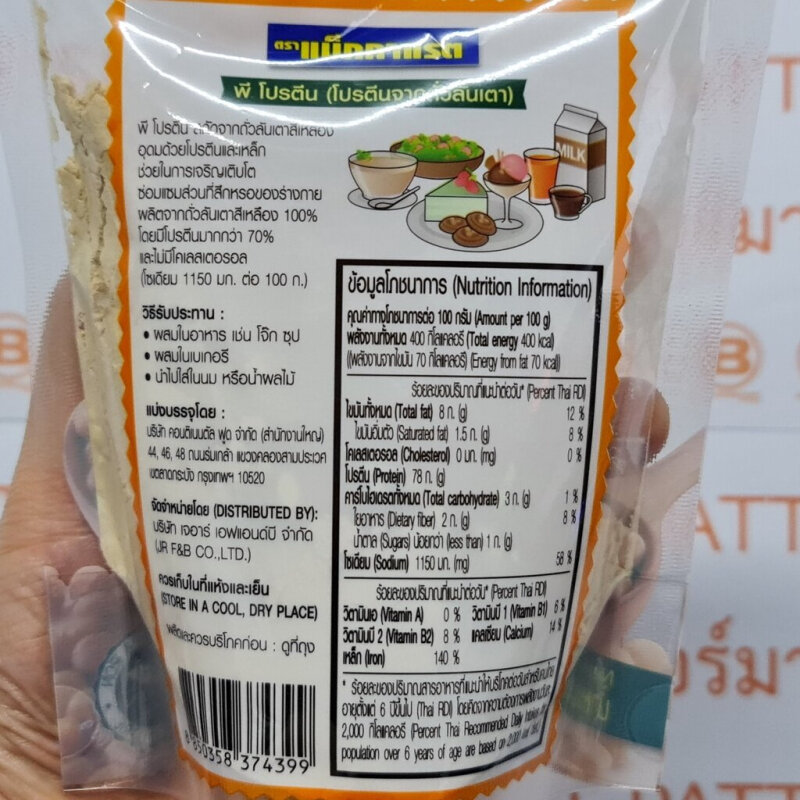 ตรา แม็กกาแรต
พี โปรตีน (โปรตีนจากถั่วลันเตา)
พี โปรตีน สกัดจากถั่วลันเตาสีเหลือง
อุดมด้วยโปรตีนและเหล็ก
ช่วยในการเจริญเติบโต
ซ่อมแซมส่วนที่สึกหรอของร่างกาย
ผลิตจากถั่วลันเตาสีเหลือง 100%
โดยมีโปรตีนมากกว่า 70%
และไม่มีโคเลสเตอรอล
(โซเดียม 1150 มก. ต่อ 100 ก.)
วิธีรับประทาน :
• ผสมในอาหาร เช่น โจ๊ก ซุป
• ผสมในเบเกอรี่
• นำไปใส่ในนม หรือน้ำผลไม้
แบ่งบรรจุโดย :
บริษัท คอนติเนนตัล ฟูด จำกัด (สำนักงานใหญ่)
44, 46, 48 ถนนร่มเกล้า แขวงคลองสามประเวศ
เขตลาดกระบัง กรุงเทพฯ 10520
จัดจำหน่ายโดย (DISTRIBUTED BY):
บริษัท เจอาร์ เอฟแอนด์บี จำกัด
(JR F&B CO.,LTD.)
ควรเก็บในที่แห้งและเย็น
(STORE IN A COOL, DRY PLACE)
ผลิตและควรบริโภคก่อน : ดูที่ถุง
8 850358 374399
MILK
ข้อมูลโภชนาการ (Nutrition Information)
คุณค่าทางโภชนาการต่อ 100 กรัม (Amount per 100 g)
พลังงานทั้งหมด 400 กิโลแคลอรี (Total energy 400 kcal)
(พลังงานจากไขมัน 70 กิโลแคลอรี) (Energy from fat 70 kcal)
ร้อยละของปริมาณที่แนะนำต่อวัน* (Percent Thai RDI)
ไขมันทั้งหมด (Total fat) 8 ก. (g) 12 %
ไขมันอิ่มตัว (Saturated fat) 1.5 ก. (g) 8 %
โคเลสเตอรอล (Cholesterol) 0 มก. (mg) 0 %
โปรตีน (Protein) 78 ก. (g)
คาร์โบไฮเดรตทั้งหมด (Total carbohydrate) 3 ก. (g) 1 %
ใยอาหาร (Dietary fiber) 2 ก. (g) 8 %
น้ำตาล (Sugars) น้อยกว่า (less than) 1 ก. (g)
โซเดียม (Sodium) 1150 มก. (mg) 58 %
ร้อยละของปริมาณที่แนะนำต่อวัน* (Percent Thai RDI)
วิตามินเอ (Vitamin A) 0 % วิตามินบี 1 (Vitamin B1) 6 %
วิตามินบี 2 (Vitamin B2) 8 % แคลเซียม (Calcium) 14 %
เหล็ก (Iron) 140 %
* ร้อยละของปริมาณสารอาหารที่แนะนำให้บริโภคต่อวันสำหรับคนไทย
อายุตั้งแต่ 6 ปีขึ้นไป (Thai RDI) โดยคิดจากความต้องการพลังงานวันละ
2,000 กิโลแคลอรี (Percent Thai Recommended Daily Intakes
population over 6 years of age are based on 2,000